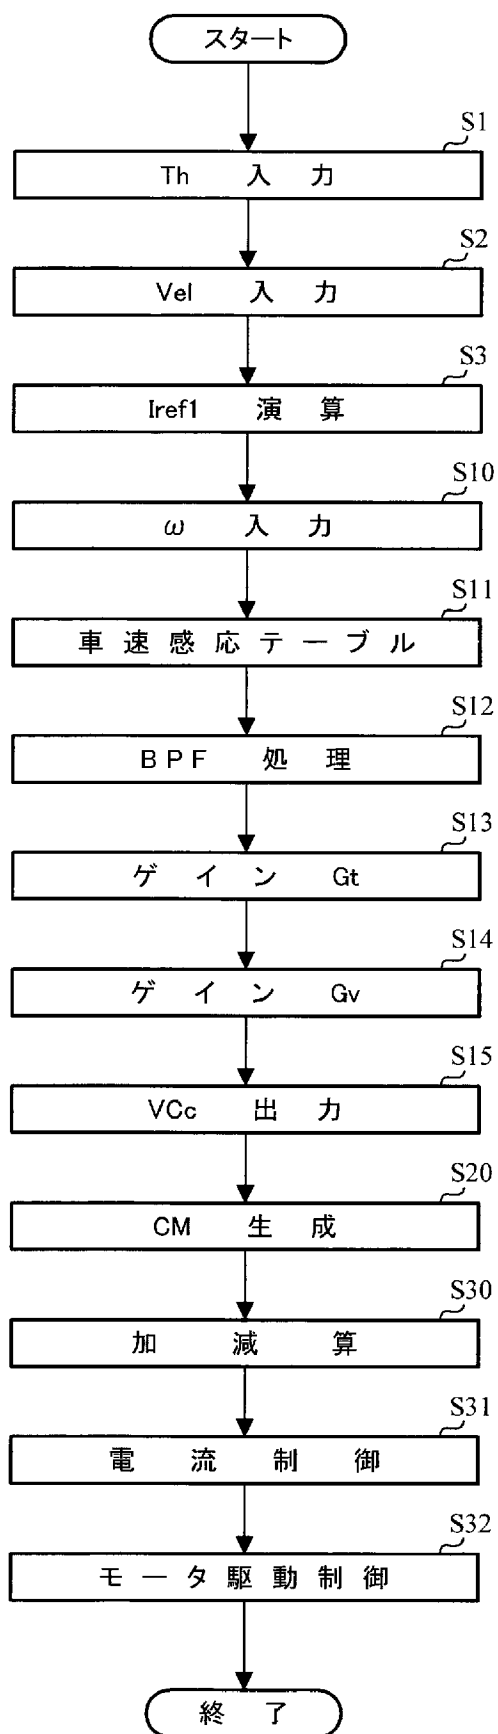 スタート
S1
Th 入力
S2
Vel 入力
S3
Iref1 演算
S10
ω 入力
S11
車速感応テーブル
S12
BPF 処理
S13
ゲイン Gt
S14
ゲイン Gv
S15
VCc 出力
S20
CM 生成
S30
加減算
S31
電流制御
S32
モータ駆動制御
終了